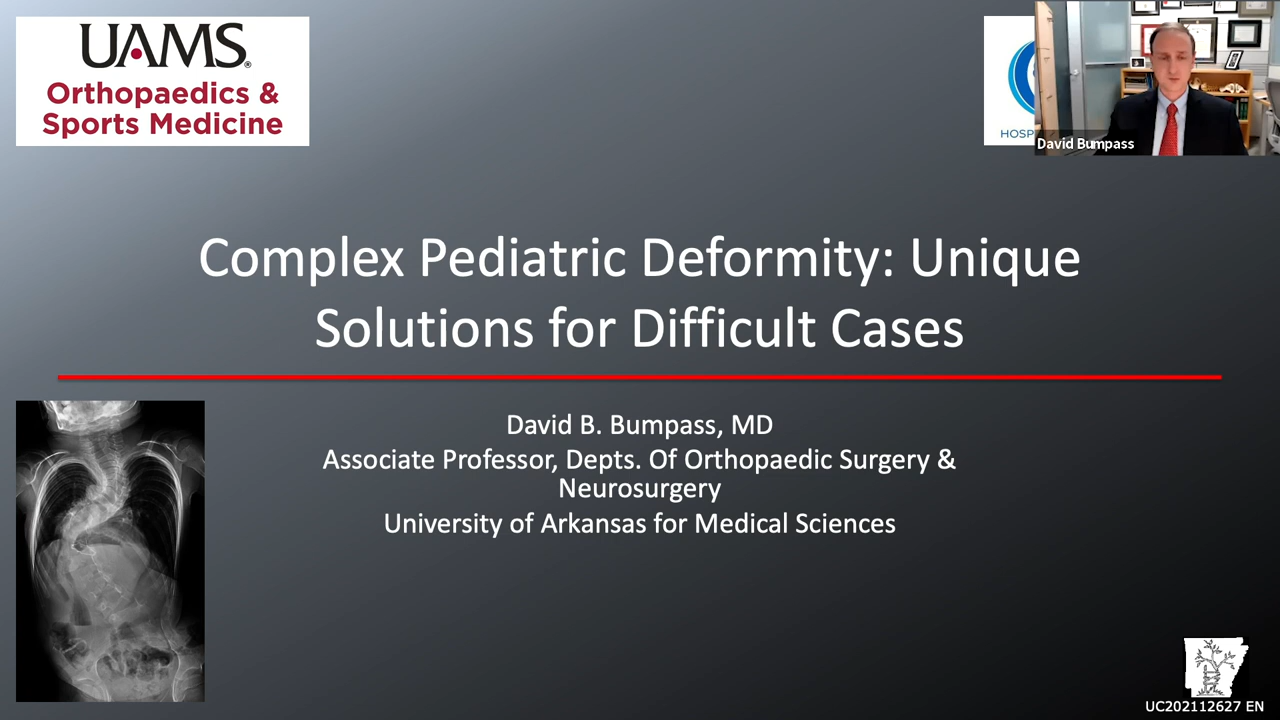 UAMS®
Orthopaedics &
Sports Medicine
David Bumpass
Complex Pediatric Deformity: Unique
Solutions for Difficult Cases
David B. Bumpass, MD
Associate Professor, Depts. Of Orthopaedic Surgery &
Neurosurgery
University of Arkansas for Medical Sciences
UC202112627 EN